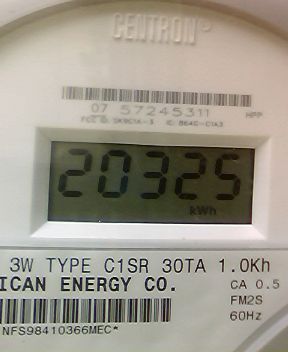 CENTRON®
07 57245311 HPP
20325
kWh
3W TYPE C1SR 30TA 1.0Kh
ICAN ENERGY CO.
CA 0.5
FM2S
60Hz
NFS98410366MEC*